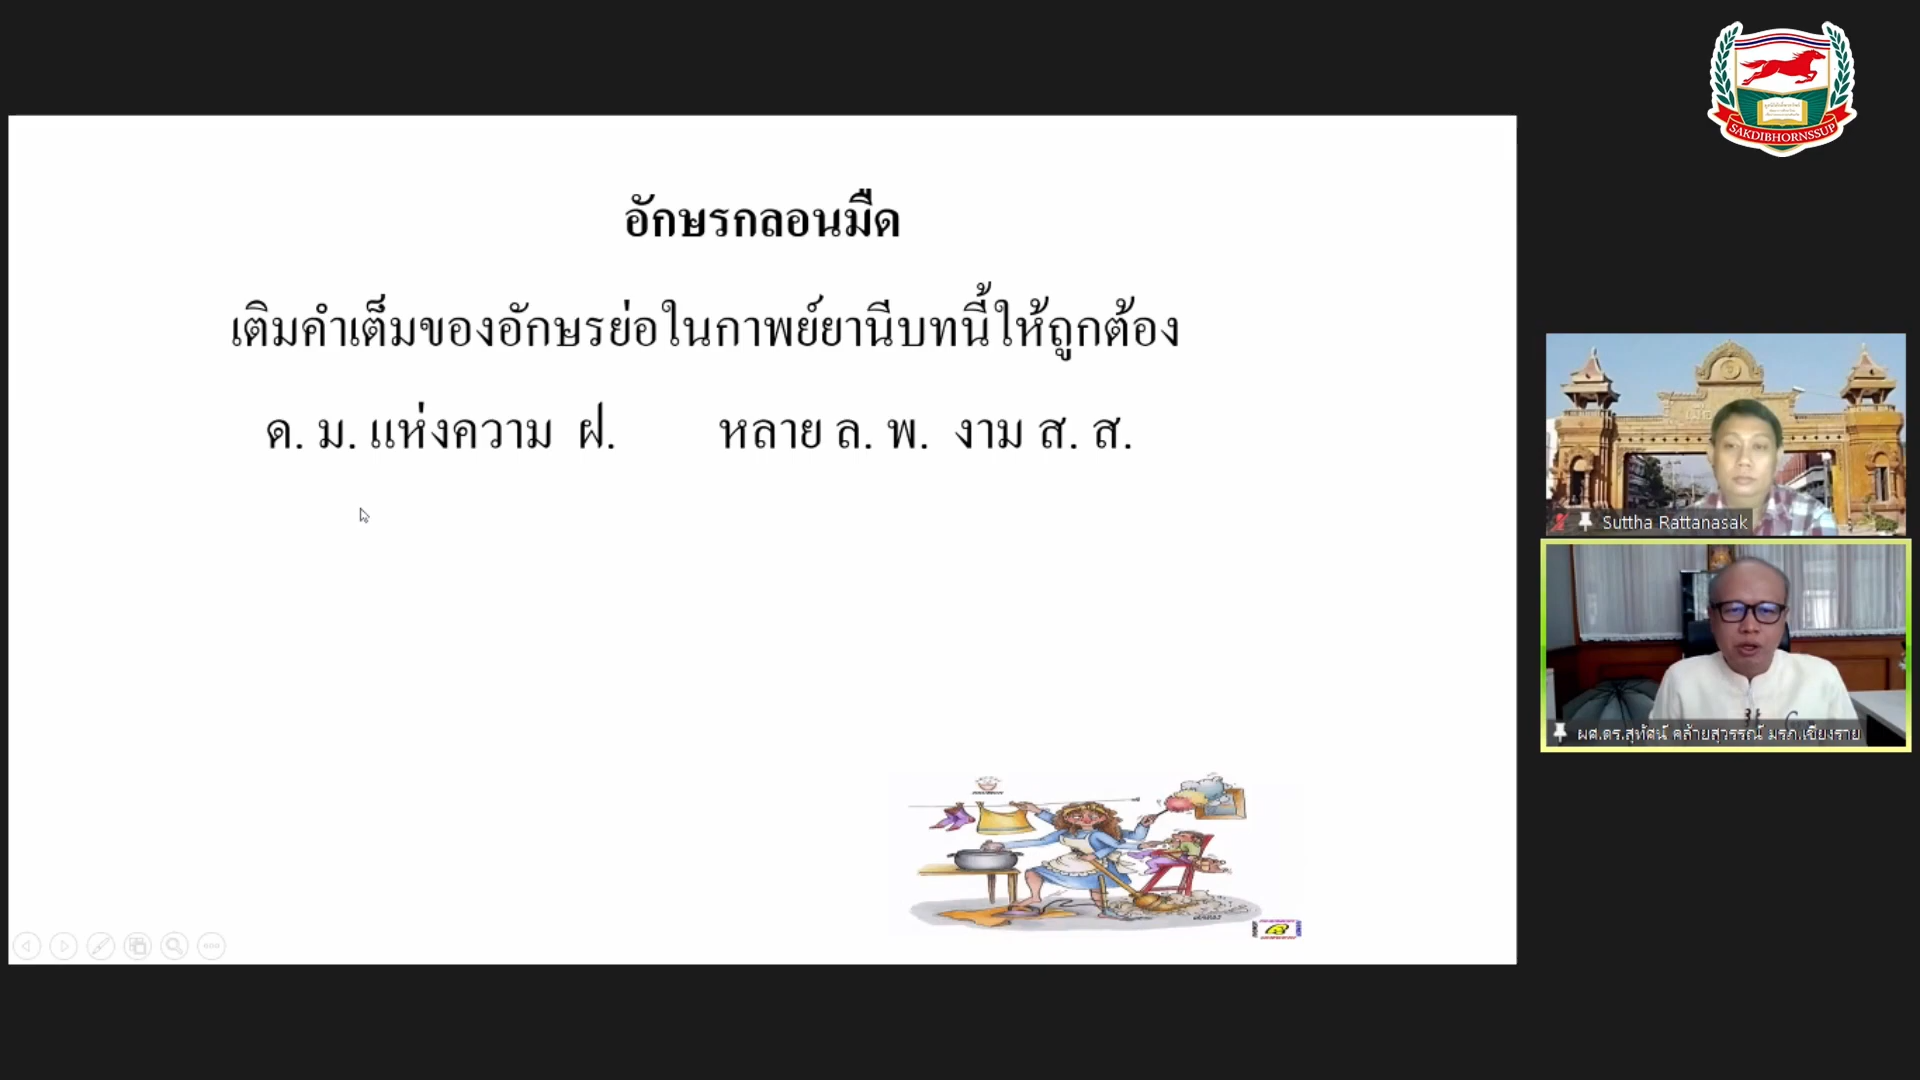 SAKDIBHORNSSUP
อักษรกลอนมืด
เติมคำเต็มของอักษรย่อในกาพย์ยานีบทนี้ให้ถูกต้อง
ด. ม. แห่งความ ฝ. หลาย ล. พ. งาม ส. ส.
Suttha Rattanasak
ผศ.ดร.สุทัศน์ คล้ายสุวรรณ์ มรภ.เชียงราย